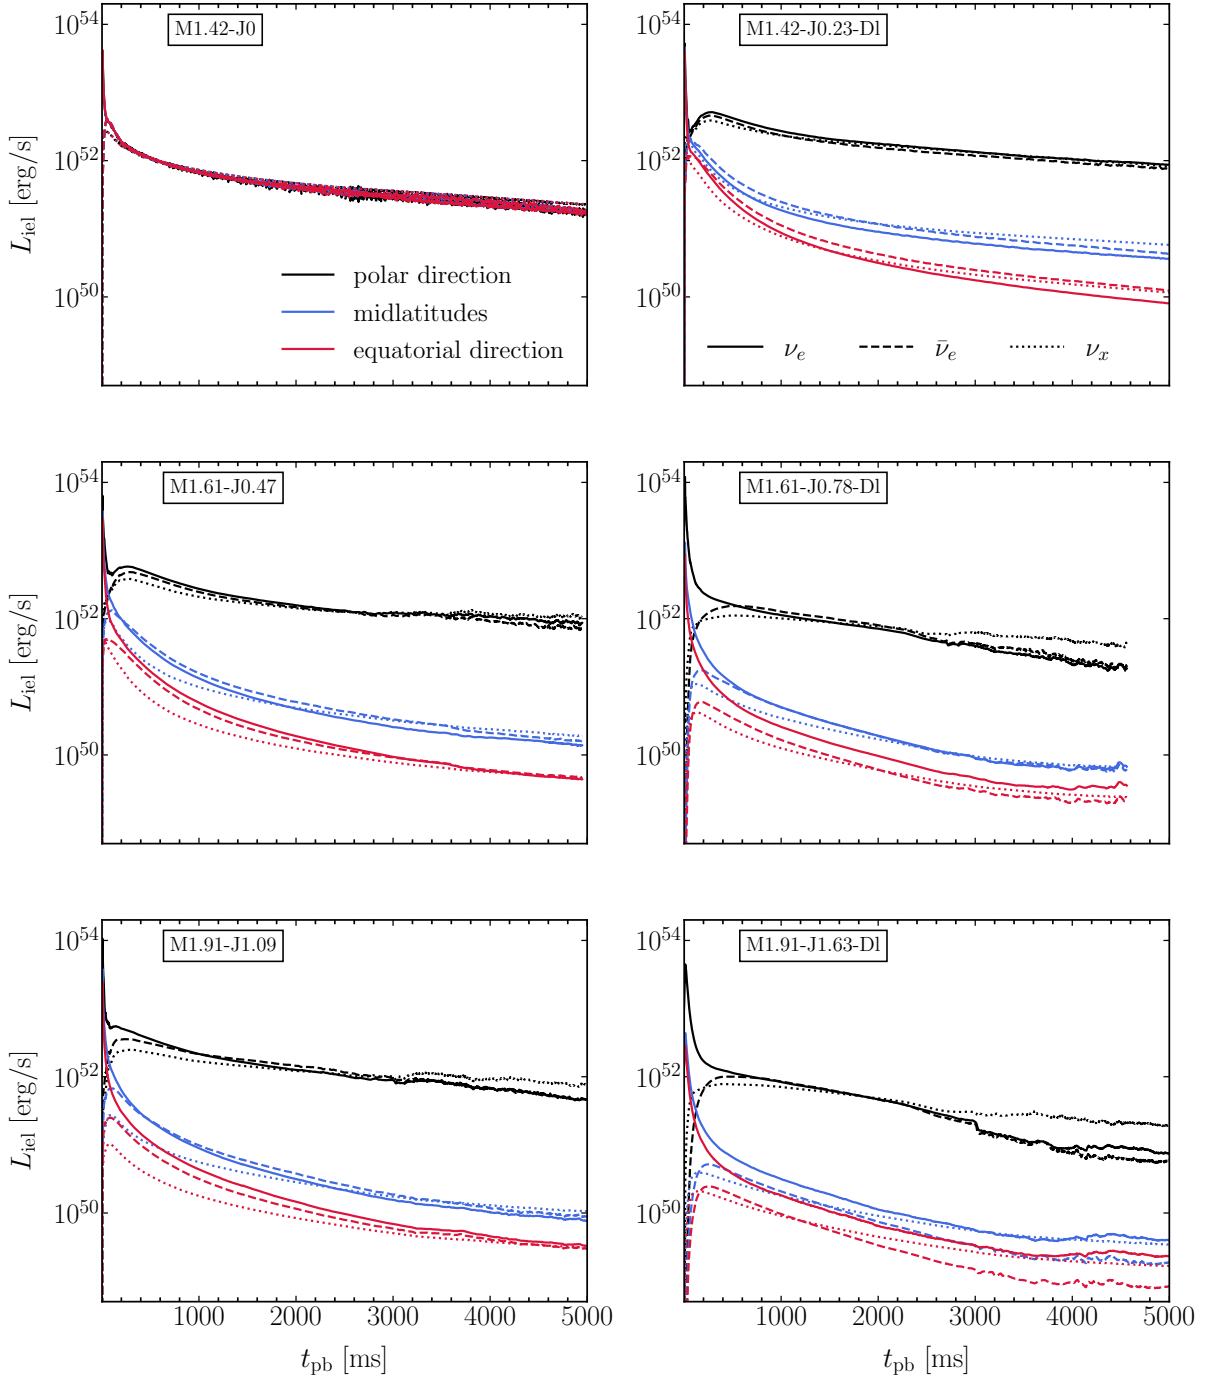 M1.42-J0
M1.42-J0.23-Dl
10^54
10^52
10^50
L_iel [erg/s]
polar direction
midlatitudes
equatorial direction
10^54
10^52
10^50
ν_e
ν̄_e
ν_x
M1.61-J0.47
M1.61-J0.78-Dl
10^54
10^52
10^50
L_iel [erg/s]
10^54
10^52
10^50
M1.91-J1.09
M1.91-J1.63-Dl
10^54
10^52
10^50
L_iel [erg/s]
10^54
10^52
10^50
1000 2000 3000 4000 5000
1000 2000 3000 4000 5000
t_pb [ms]
t_pb [ms]